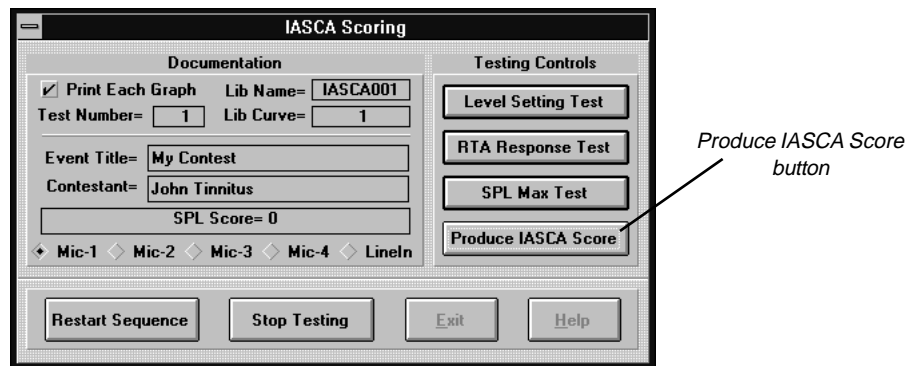 IASCA Scoring
Documentation
Print Each Graph Lib Name= IASCA001
Test Number= 1 Lib Curve= 1
Event Title= My Contest
Contestant= John Tinnitus
SPL Score= 0
Mic-1 Mic-2 Mic-3 Mic-4 LineIn
Testing Controls
Level Setting Test
RTA Response Test
SPL Max Test
Produce IASCA Score
Restart Sequence Stop Testing Exit Help
Produce IASCA Score
button